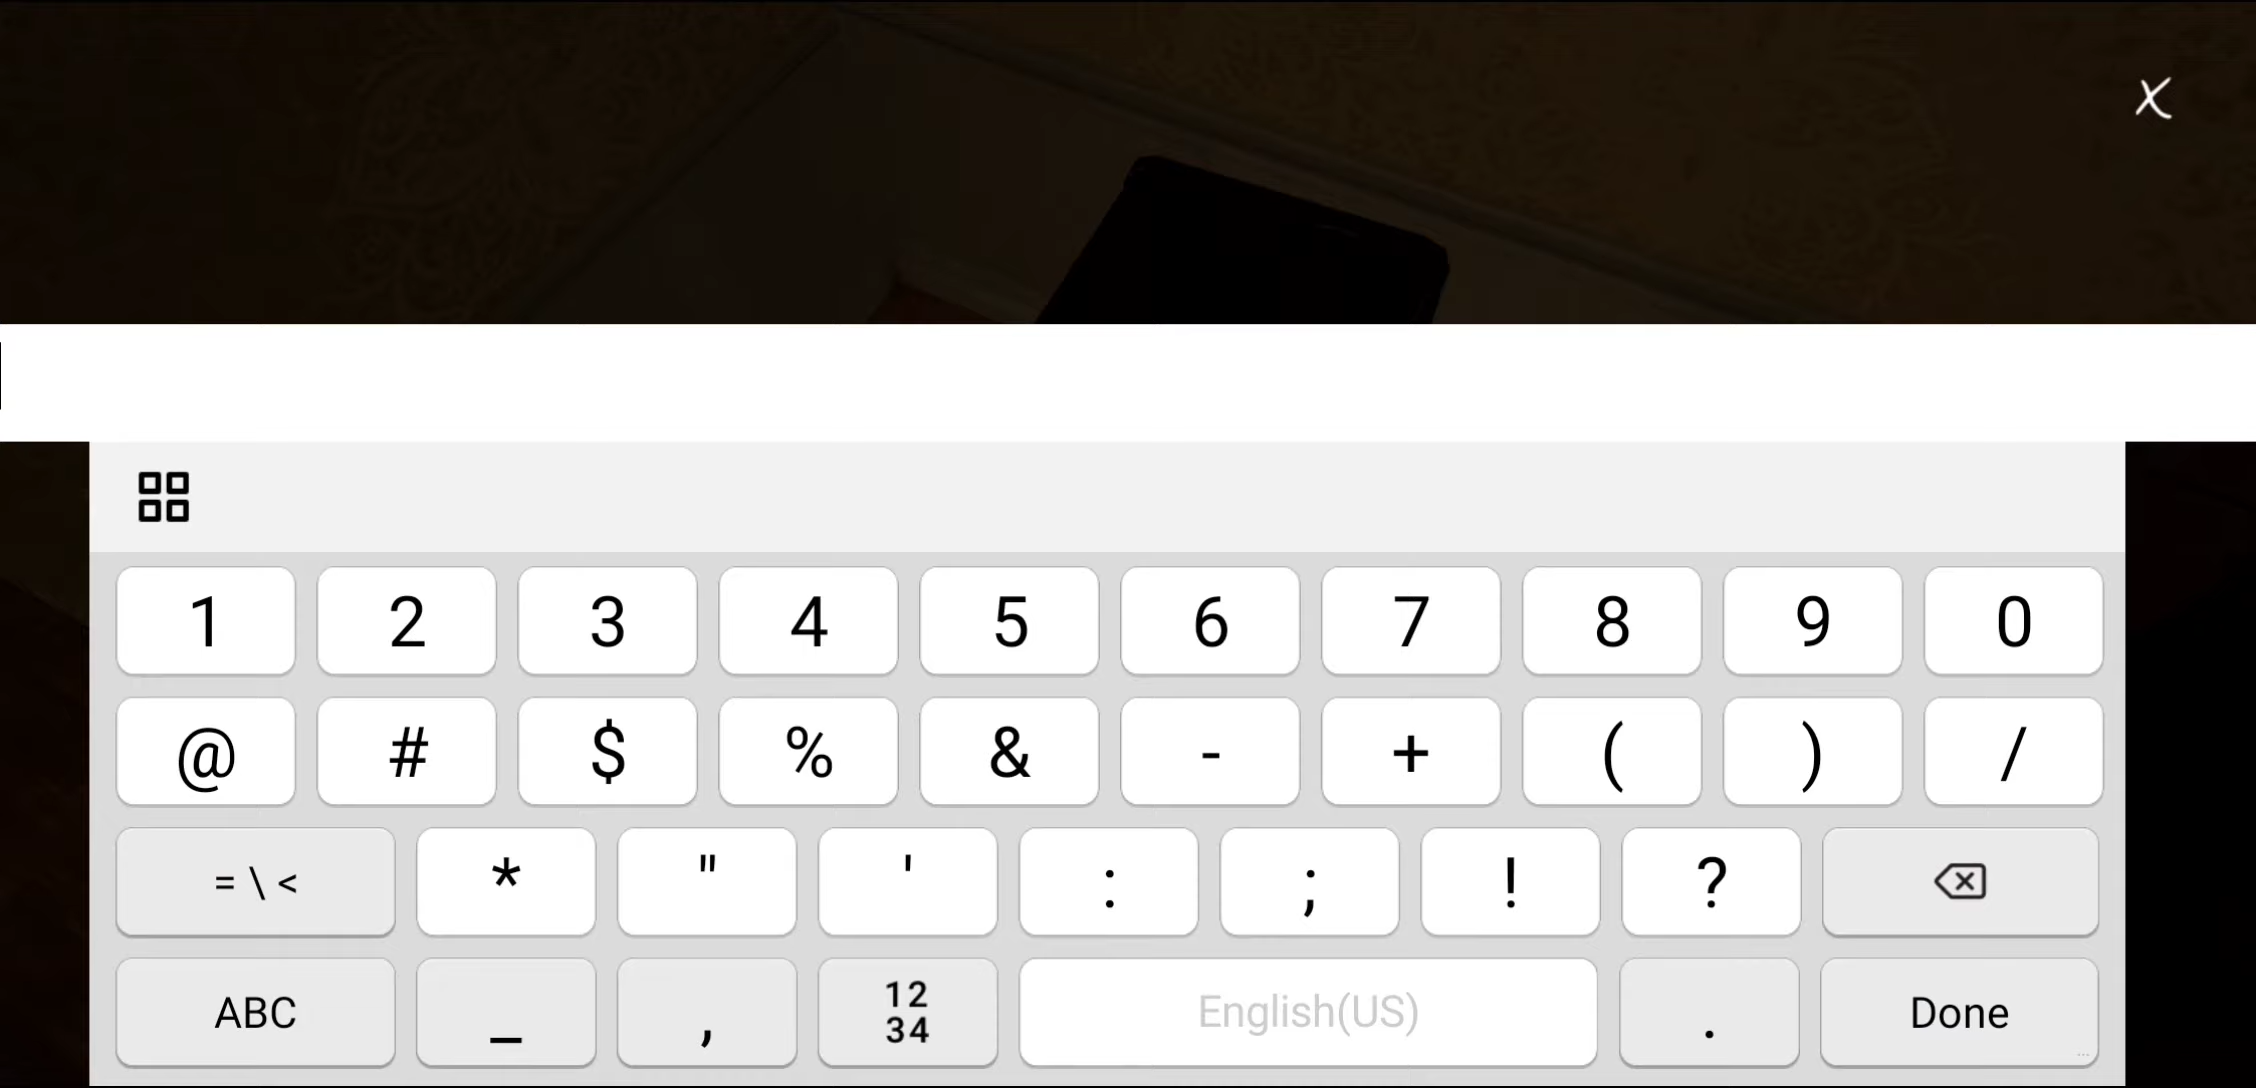 X
1 2 3 4 5 6 7 8 9 0
@ # $ % & - + ( ) /
= \ < * " ' : ; ! ?
ABC _ , 12 34 English(US) . Done